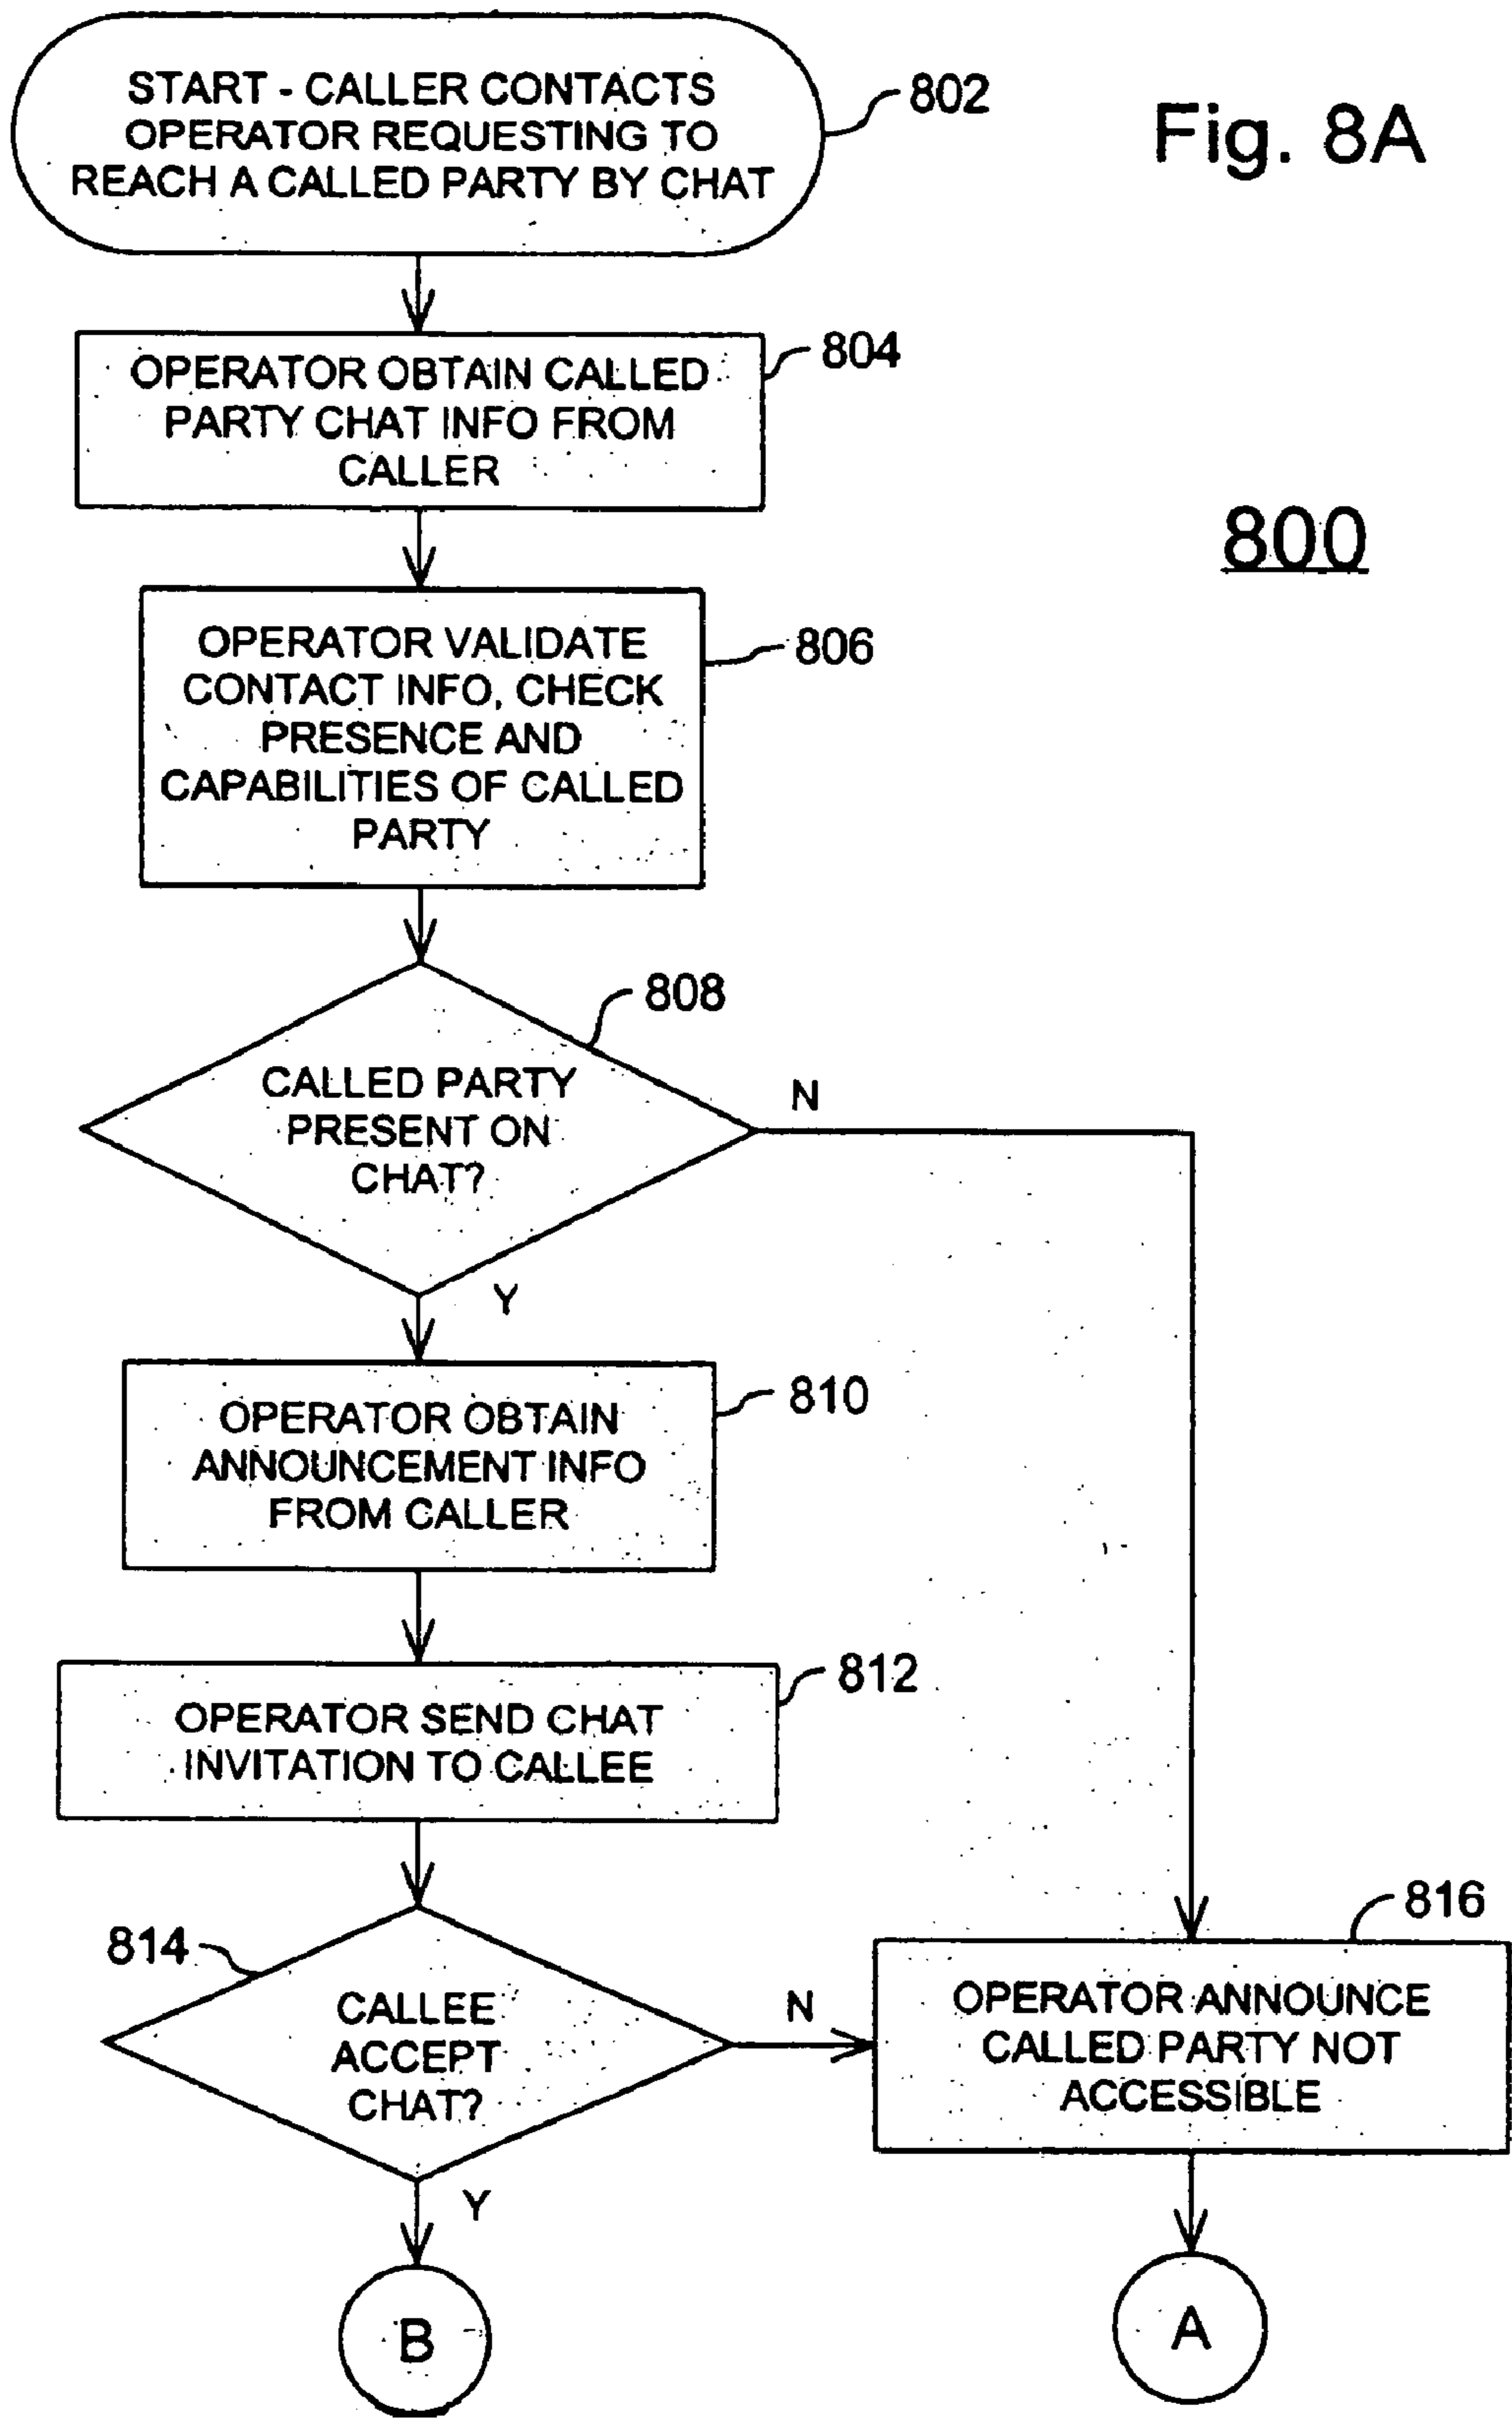 START - CALLER CONTACTS
OPERATOR REQUESTING TO
REACH A CALLED PARTY BY CHAT
802
Fig. 8A
OPERATOR OBTAIN CALLED
PARTY CHAT INFO FROM
CALLER
804
800
OPERATOR VALIDATE
CONTACT INFO, CHECK
PRESENCE AND
CAPABILITIES OF CALLED
PARTY
806
808
CALLED PARTY
PRESENT ON
CHAT?
N
Y
OPERATOR OBTAIN
ANNOUNCEMENT INFO
FROM CALLER
810
OPERATOR SEND CHAT
INVITATION TO CALLEE
812
814
CALLEE
ACCEPT
CHAT?
N
Y
816
OPERATOR ANNOUNCE
CALLED PARTY NOT
ACCESSIBLE
B
A